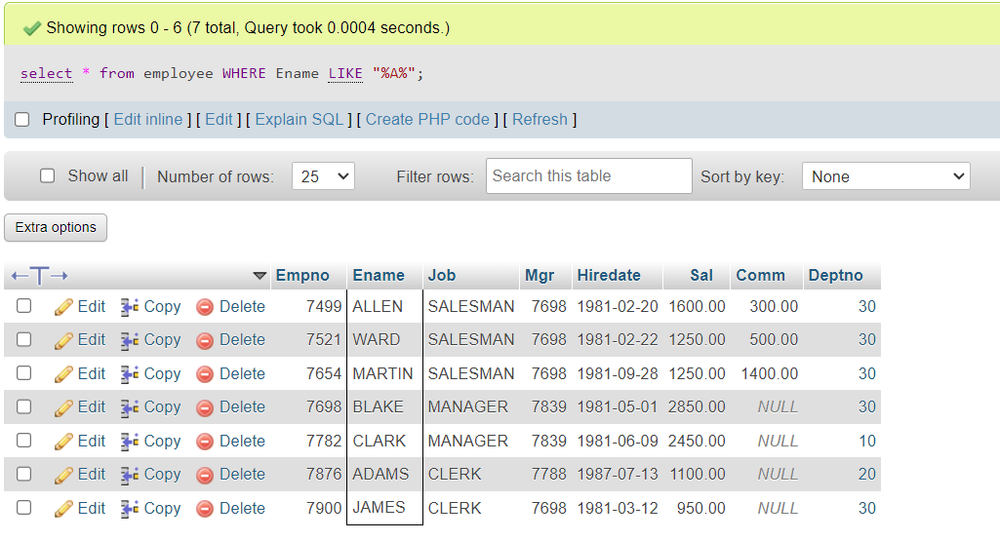 Showing rows 0 - 6 (7 total, Query took 0.0004 seconds.)
select * from employee WHERE Ename LIKE "%A%";
Profiling [ Edit inline ] [ Edit ] [ Explain SQL ] [ Create PHP code ] [ Refresh ]
Show all Number of rows: 25 Filter rows: Search this table Sort by key: None
Extra options
Empno Ename Job Mgr Hiredate Sal Comm Deptno
Edit Copy Delete 7499 ALLEN SALESMAN 7698 1981-02-20 1600.00 300.00 30
Edit Copy Delete 7521 WARD SALESMAN 7698 1981-02-22 1250.00 500.00 30
Edit Copy Delete 7654 MARTIN SALESMAN 7698 1981-09-28 1250.00 1400.00 30
Edit Copy Delete 7698 BLAKE MANAGER 7839 1981-05-01 2850.00 NULL 30
Edit Copy Delete 7782 CLARK MANAGER 7839 1981-06-09 2450.00 NULL 10
Edit Copy Delete 7876 ADAMS CLERK 7788 1987-07-13 1100.00 NULL 20
Edit Copy Delete 7900 JAMES CLERK 7698 1981-03-12 950.00 NULL 30